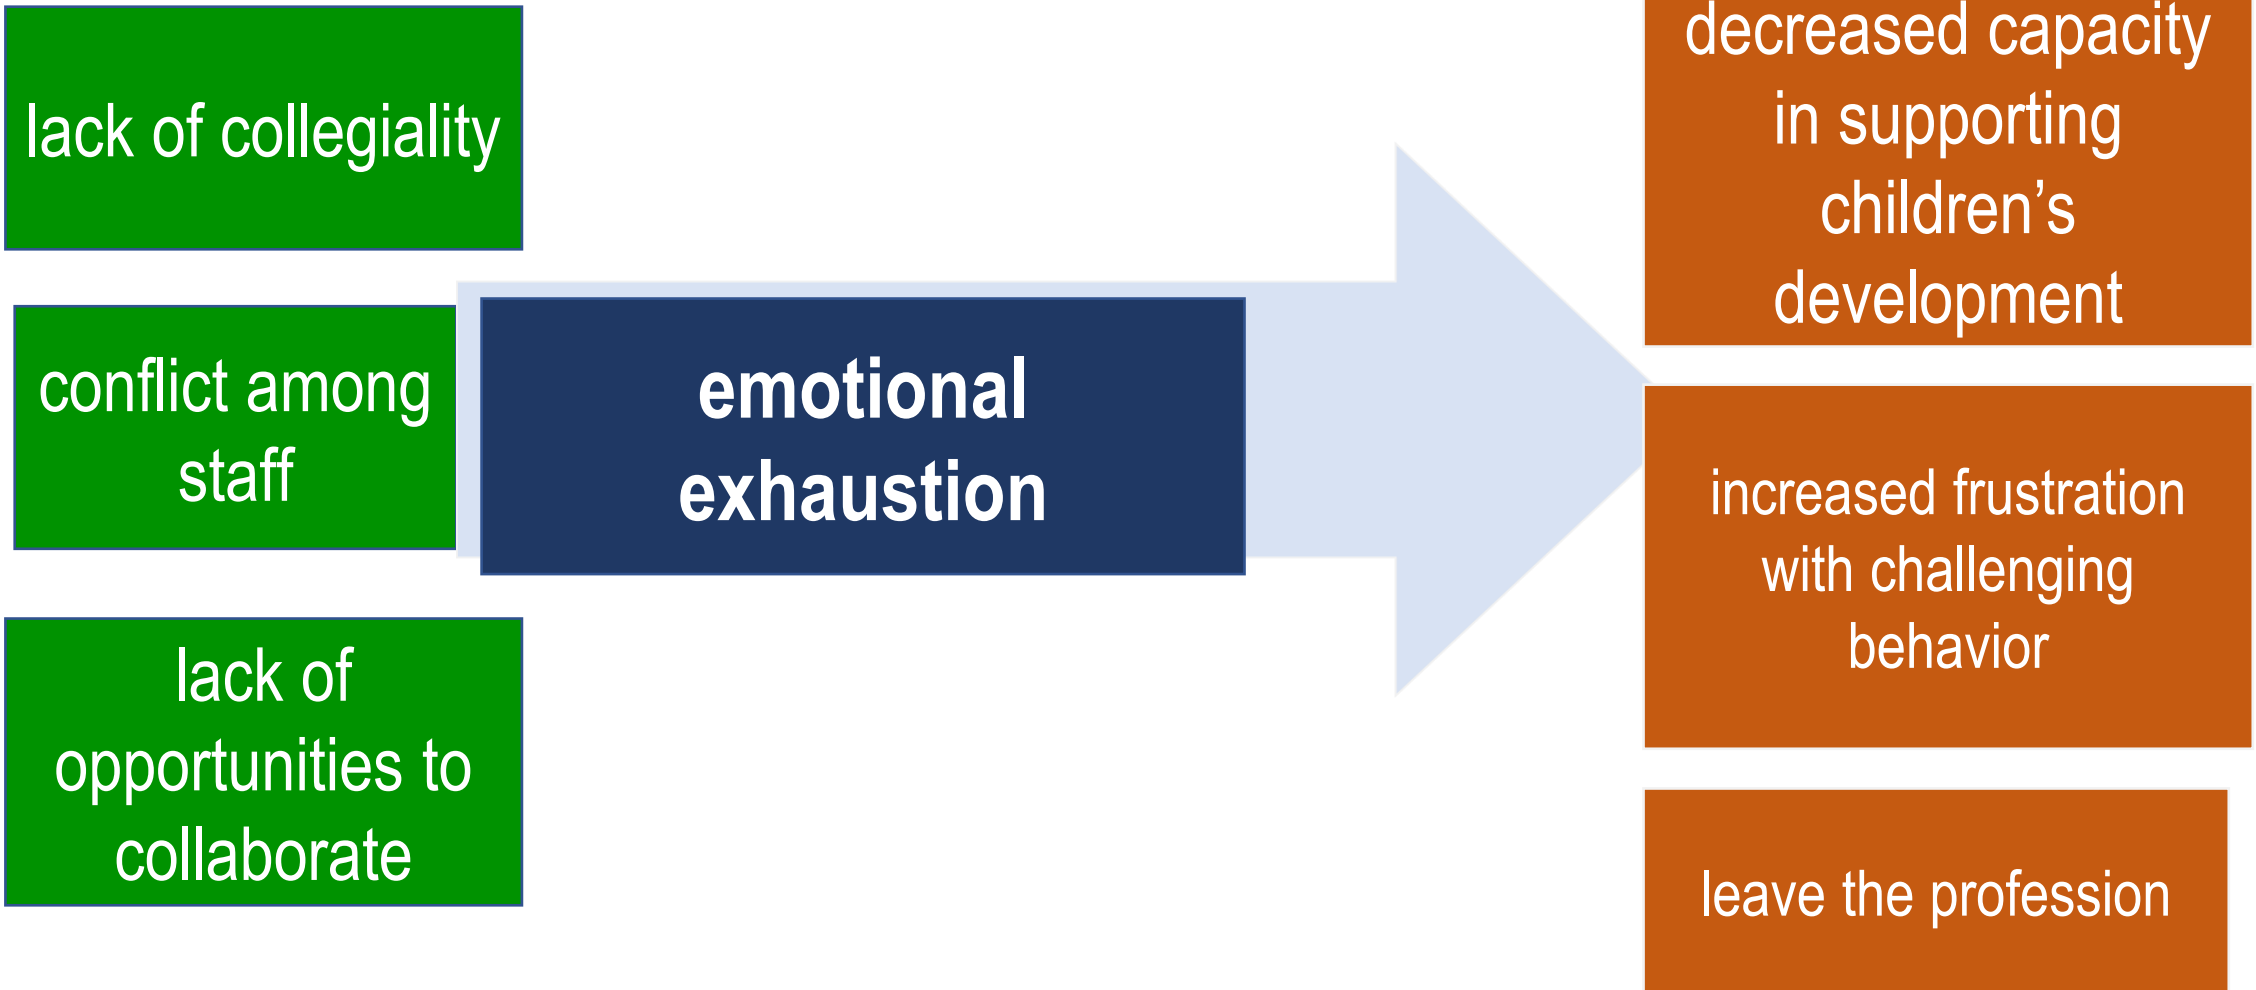 lack of collegiality
conflict among
staff
lack of
opportunities to
collaborate
emotional
exhaustion
decreased capacity
in supporting
children’s
development
increased frustration
with challenging
behavior
leave the profession